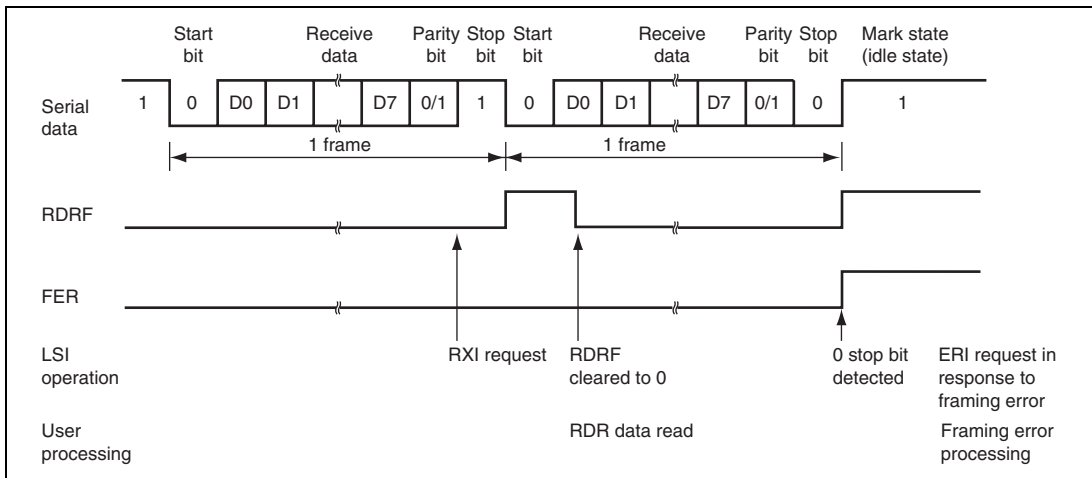 Start bit
Receive data
Parity bit
Stop bit
Start bit
Receive data
Parity bit
Stop bit
Mark state (idle state)
Serial data
1 0 D0 D1 D7 0/1 1 0 D0 D1 D7 0/1 0 1
1 frame 1 frame
RDRF
FER
LSI operation
RXI request
RDRF cleared to 0
0 stop bit detected
ERI request in response to framing error
User processing
RDR data read
Framing error processing